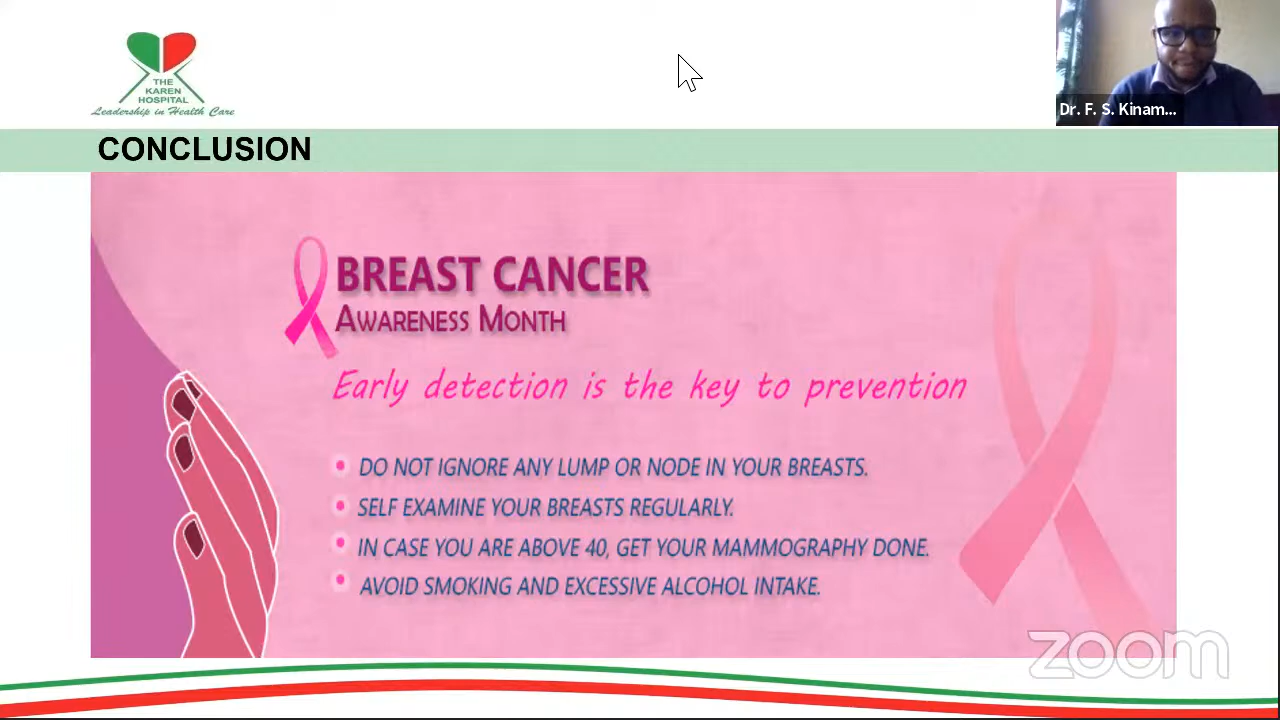 THE
KAREN
HOSPITAL
Leadership in Health Care
Dr. F. S. Kinam...
CONCLUSION
BREAST CANCER
AWARENESS MONTH
Early detection is the key to prevention
DO NOT IGNORE ANY LUMP OR NODE IN YOUR BREASTS.
SELF EXAMINE YOUR BREASTS REGULARLY.
IN CASE YOU ARE ABOVE 40, GET YOUR MAMMOGRAPHY DONE.
AVOID SMOKING AND EXCESSIVE ALCOHOL INTAKE.
zoom